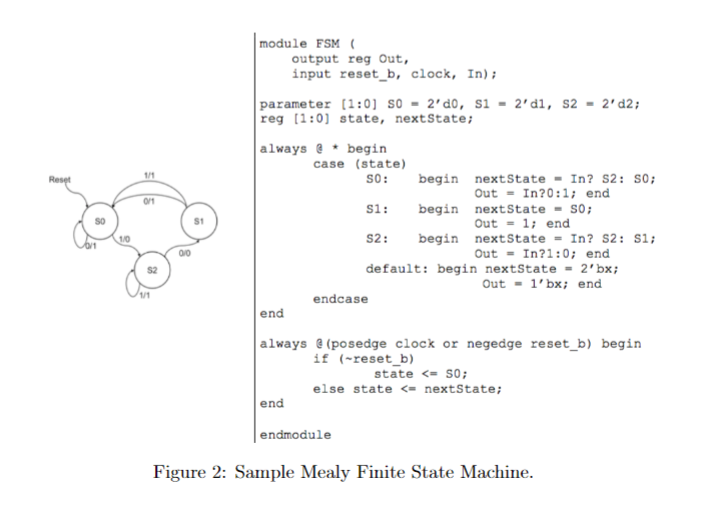 Reset
1/1
0/1
S0
S1
0/1
1/0
0/0
S2
1/1
module FSM (
output reg Out,
input reset_b, clock, In);
parameter [1:0] S0 = 2'd0, S1 = 2'd1, S2 = 2'd2;
reg [1:0] state, nextState;
always @ * begin
case (state)
S0: begin nextState = In? S2: S0;
Out = In?0:1; end
S1: begin nextState = S0;
Out = 1; end
S2: begin nextState = In? S2: S1;
Out = In?1:0; end
default: begin nextState = 2'bx;
Out = 1'bx; end
endcase
end
always @(posedge clock or negedge reset_b) begin
if (~reset_b)
state <= S0;
else state <= nextState;
end
endmodule
Figure 2: Sample Mealy Finite State Machine.